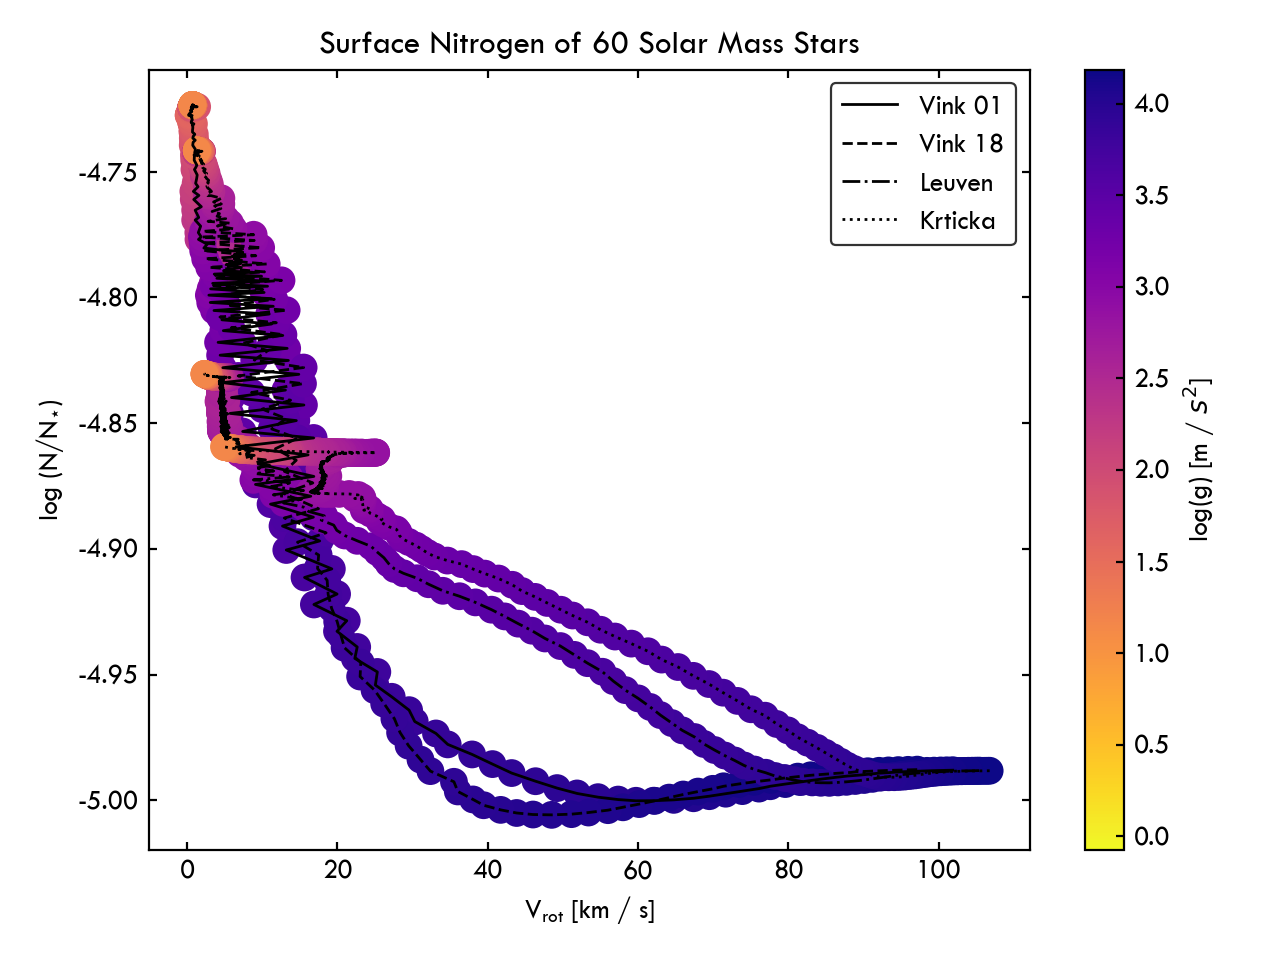 Surface Nitrogen of 60 Solar Mass Stars
Vink 01
Vink 18
Leuven
Krticka
-4.75
-4.80
-4.85
-4.90
-4.95
-5.00
log (N/N⋆)
0
20
40
60
80
100
V_rot [km / s]
4.0
3.5
3.0
2.5
2.0
1.5
1.0
0.5
0.0
log(g) [m / s²]